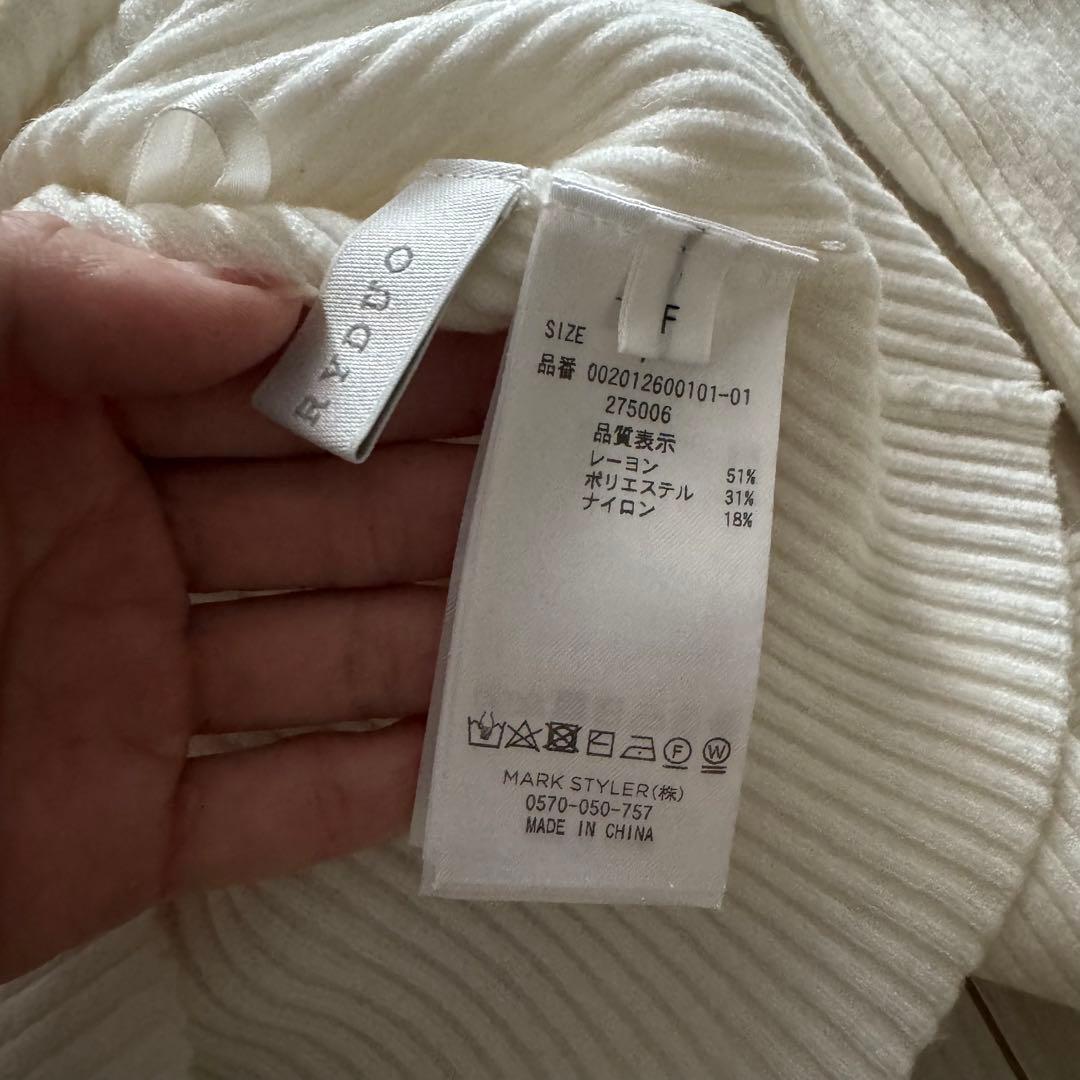 RYDUO
F
SIZE
品番 002012600101-01
275006
品質表示
レーヨン 51%
ポリエステル 31%
ナイロン 18%
F W
MARK STYLER(株)
0570-050-757
MADE IN CHINA